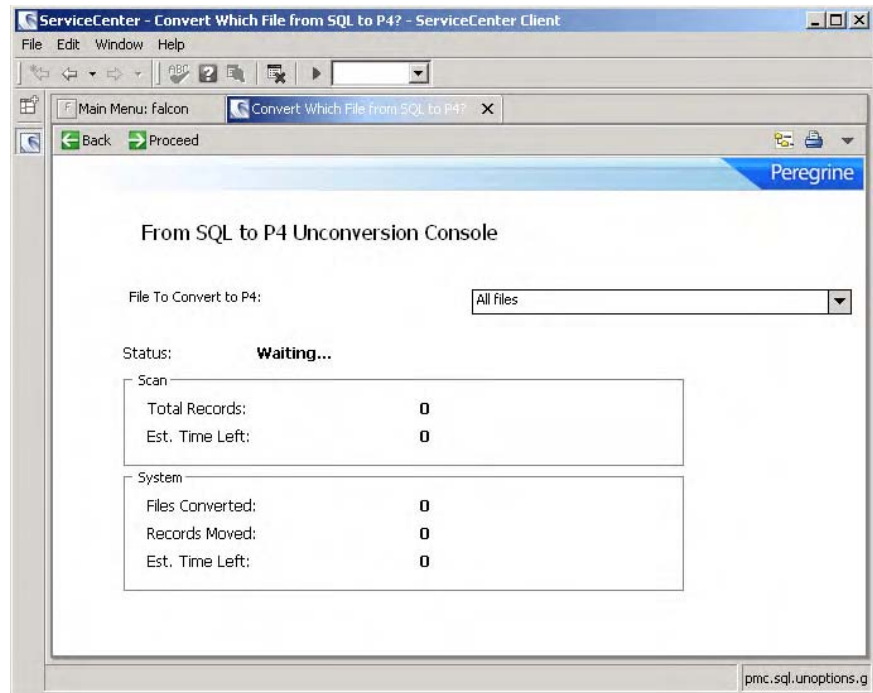 ServiceCenter - Convert Which File from SQL to P4? - ServiceCenter Client
File Edit Window Help
ABC
F Main Menu: falcon Convert Which File from SQL to P4?
Back Proceed
Peregrine
From SQL to P4 Unconversion Console
File To Convert to P4: All files
Status: Waiting...
Scan
Total Records: 0
Est. Time Left: 0
System
Files Converted: 0
Records Moved: 0
Est. Time Left: 0
pmc.sql.unoptions.g